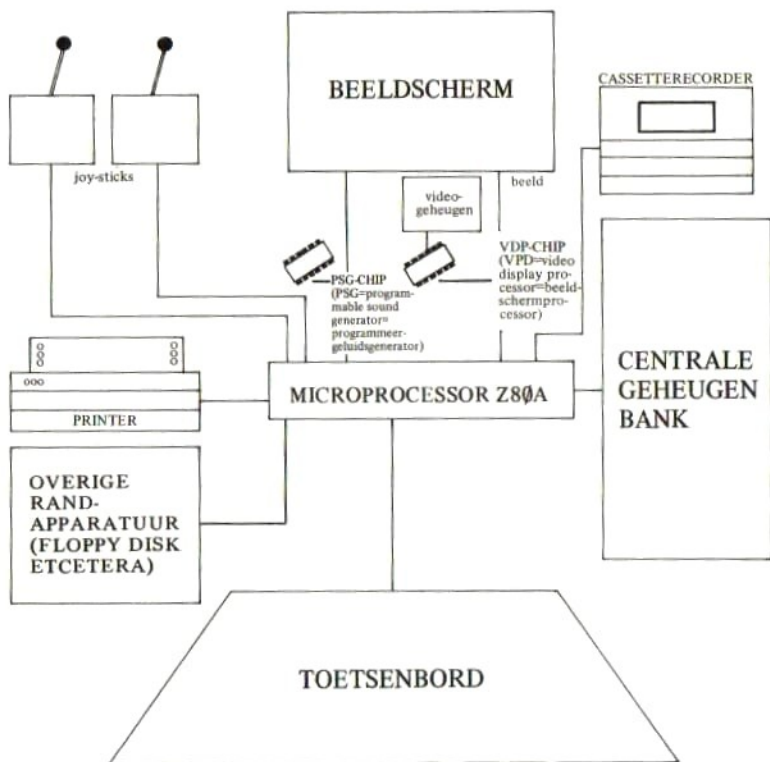 BEELDSCHERM
CASSETTERECORDER
joy-sticks
beeld
video-
geheugen
VDP-CHIP
(VPD=video
display pro-
cessor=beeld-
schermpro-
cessor)
PSG-CHIP
(PSG=program-
mable sound
generator=
programmeer-
geluidsgenerator)
PRINTER
MICROPROCESSOR Z80A
CENTRALE
GEHEUGEN
BANK
OVERIGE
RAND-
APPARATUUR
(FLOPPY DISK
ETCETERA)
TOETSENBORD